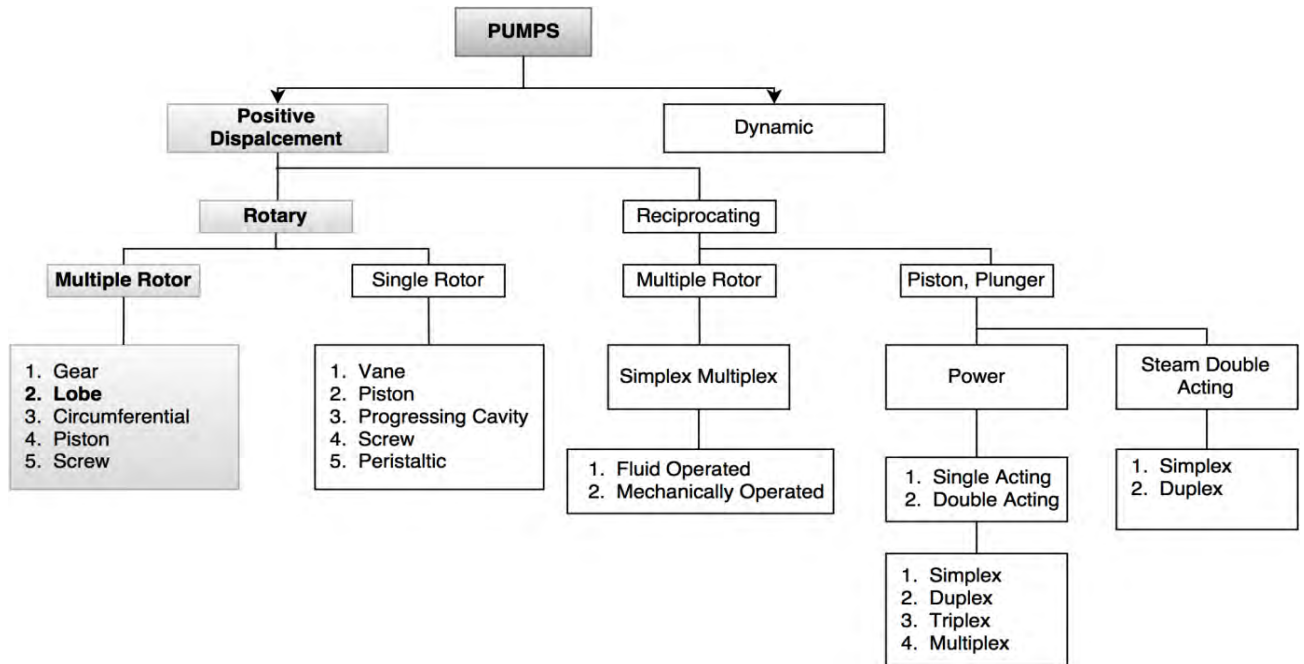 PUMPS
Positive
Dispalcement
Dynamic
Rotary
Reciprocating
Multiple Rotor
Single Rotor
Multiple Rotor
Piston, Plunger
1. Gear
2. Lobe
3. Circumferential
4. Piston
5. Screw
1. Vane
2. Piston
3. Progressing Cavity
4. Screw
5. Peristaltic
Simplex Multiplex
Power
Steam Double
Acting
1. Fluid Operated
2. Mechanically Operated
1. Single Acting
2. Double Acting
1. Simplex
2. Duplex
1. Simplex
2. Duplex
3. Triplex
4. Multiplex